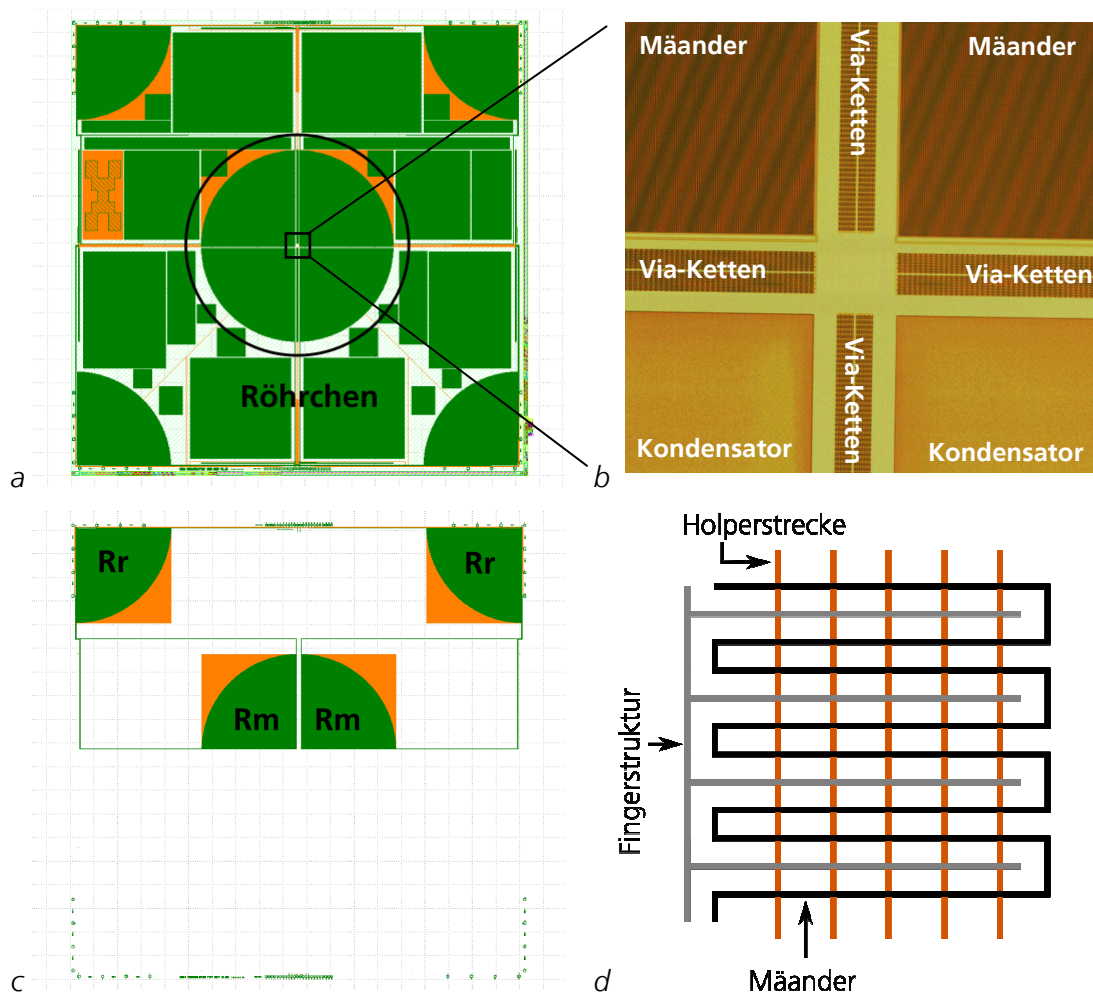 Röhrchen
a
Mäander
Via-Ketten
Mäander
Via-Ketten
Via-Ketten
Via-Ketten
Kondensator
Kondensator
b
Rr
Rr
Rm
Rm
c
Holperstrecke
Fingerstruktur
Mäander
d